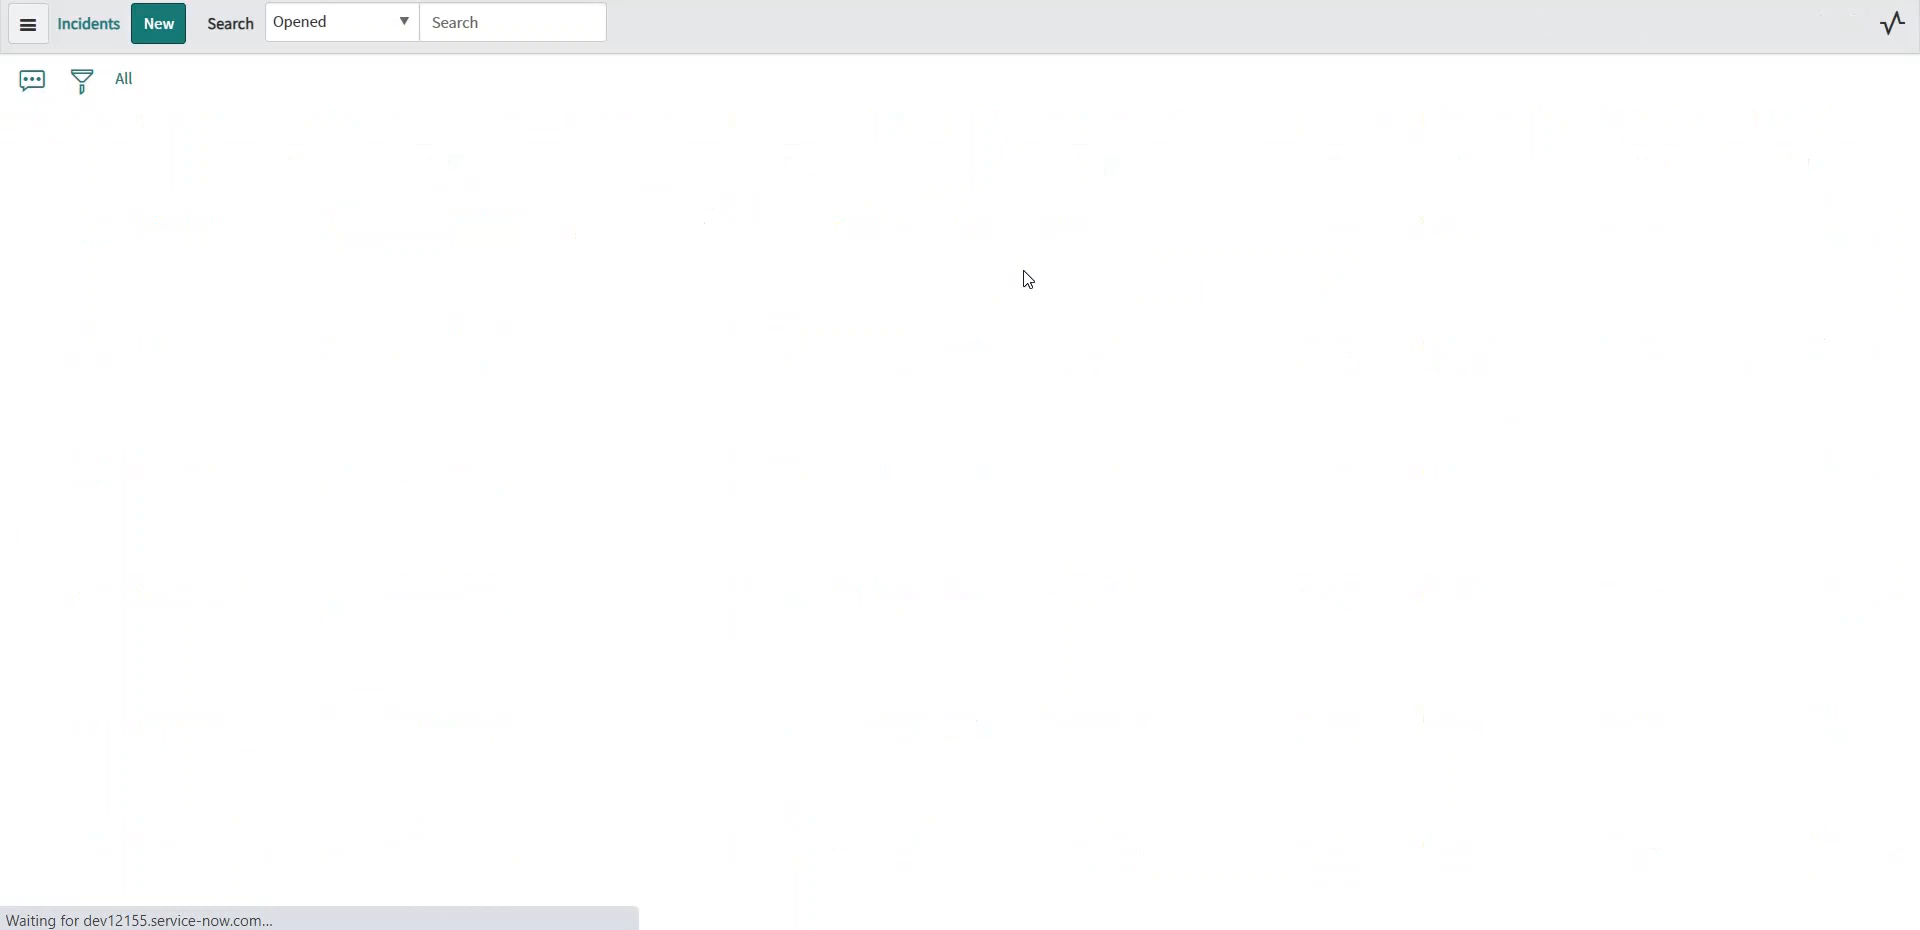 Incidents New Search Opened Search
All
Waiting for dev12155.service-now.com...